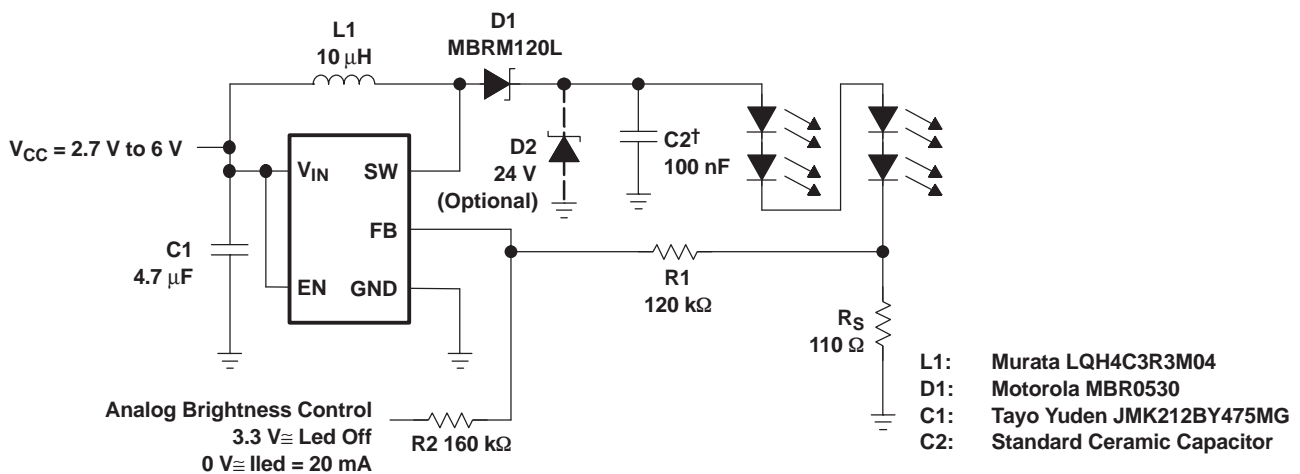 L1
10 µH
D1
MBRM120L
V_CC = 2.7 V to 6 V
V_IN
SW
FB
EN
GND
C1
4.7 µF
D2
24 V
(Optional)
C2†
100 nF
R1
120 kΩ
R_S
110 Ω
Analog Brightness Control
3.3 V ≅ Led Off
0 V ≅ Iled = 20 mA
R2 160 kΩ
L1: Murata LQH4C3R3M04
D1: Motorola MBR0530
C1: Tayo Yuden JMK212BY475MG
C2: Standard Ceramic Capacitor